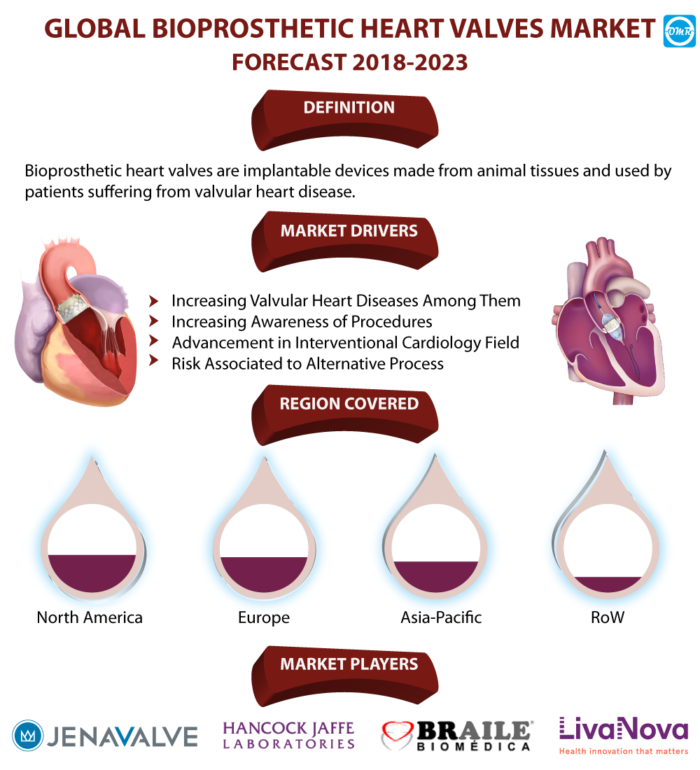 GLOBAL BIOPROSTHETIC HEART VALVES MARKET
DMR
FORECAST 2018-2023
DEFINITION
Bioprosthetic heart valves are implantable devices made from animal tissues and used by
patients suffering from valvular heart disease.
MARKET DRIVERS
Increasing Valvular Heart Diseases Among Them
Increasing Awareness of Procedures
Advancement in Interventional Cardiology Field
Risk Associated to Alternative Process
REGION COVERED
North America
Europe
Asia-Pacific
RoW
MARKET PLAYERS
JENAVALVE
HANCOCK JAFFE
LABORATORIES
BRAILE®
BIOMÉDICA
LivaNova
Health innovation that matters